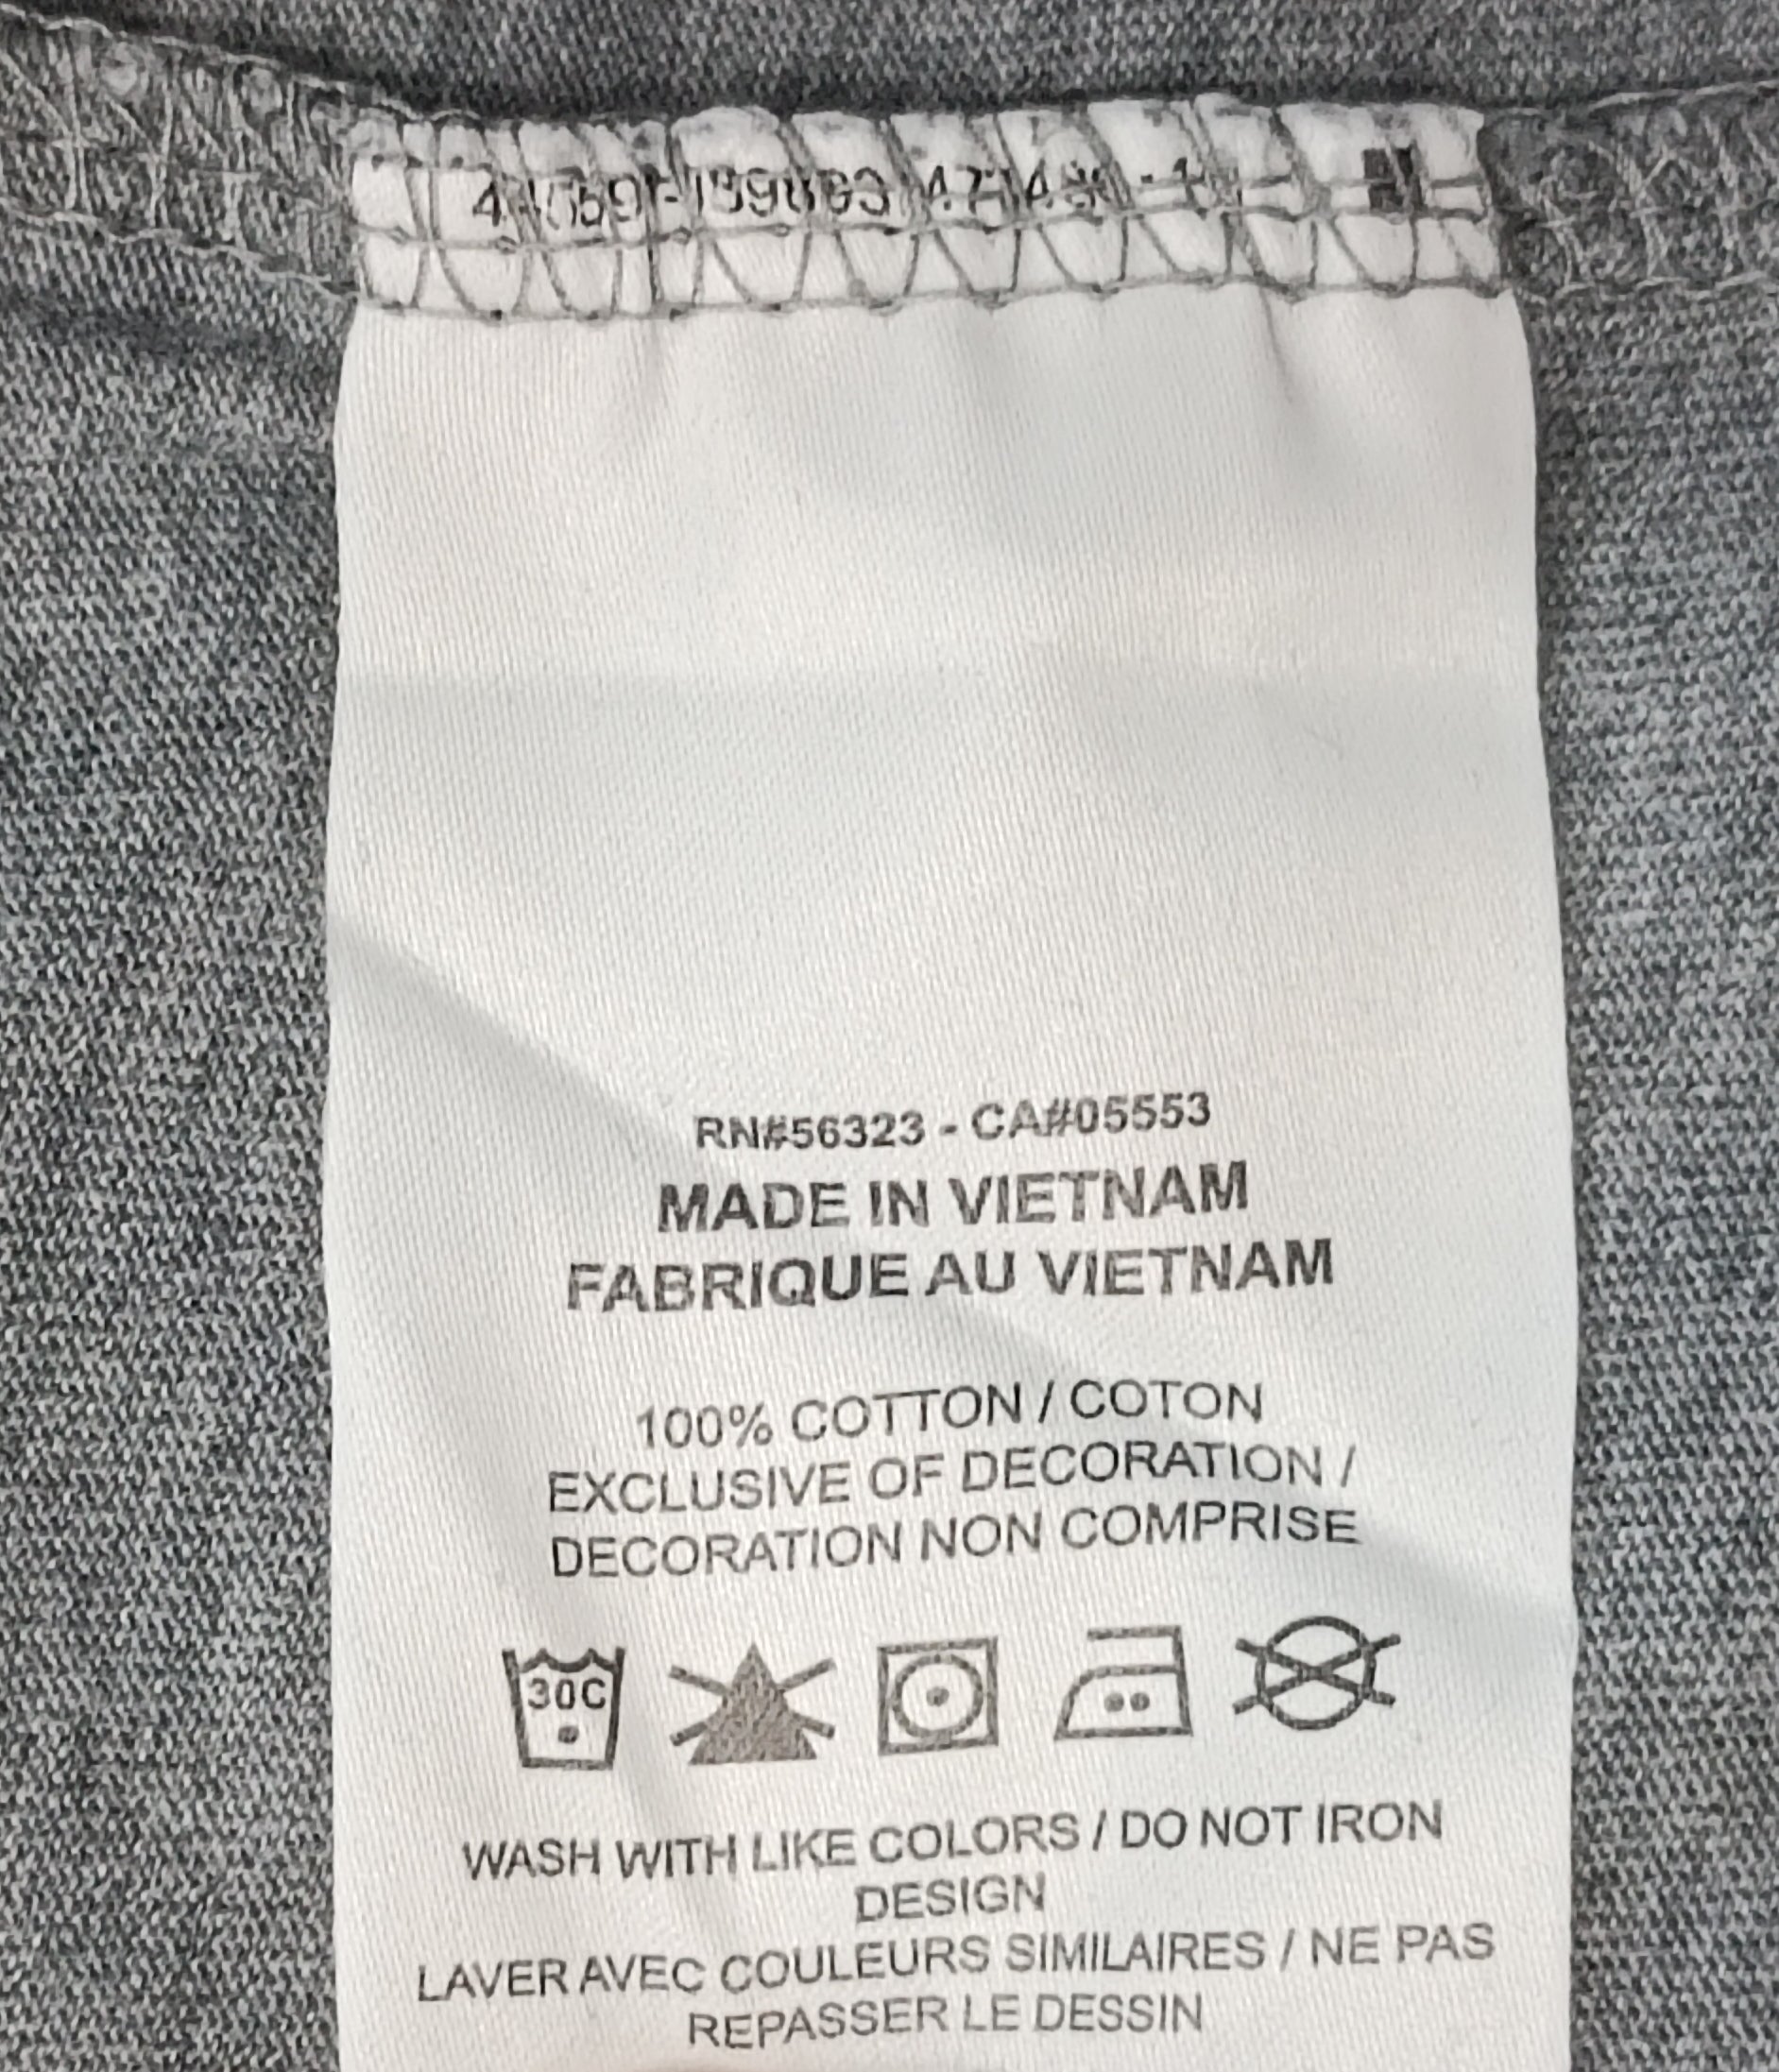 RN#56323 - CA#05553
MADE IN VIETNAM
FABRIQUE AU VIETNAM
100% COTTON / COTON
EXCLUSIVE OF DECORATION /
DECORATION NON COMPRISE
30C
WASH WITH LIKE COLORS / DO NOT IRON
DESIGN
LAVER AVEC COULEURS SIMILAIRES / NE PAS
REPASSER LE DESSIN